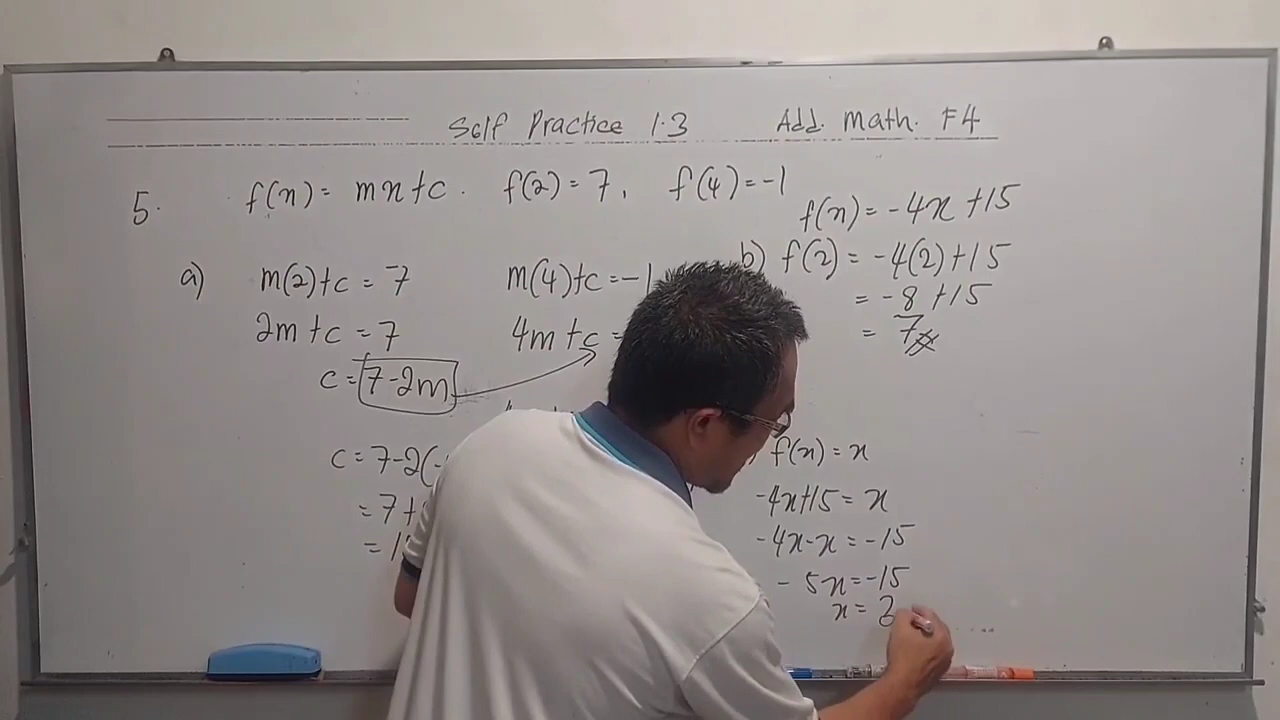 Self Practice 1.3 Add. Math. F4
5. f(x) = mx + c. f(2) = 7, f(4) = -1
f(x) = -4x + 15
a) m(2) + c = 7 m(4) + c = -1
2m + c = 7 4m + c =
c = 7 - 2m
c = 7 - 2(-
= 7 +
= 1
b) f(2) = -4(2) + 15
= -8 + 15
= 7
f(x) = x
-4x + 15 = x
-4x - x = -15
-5x = -15
x = 3